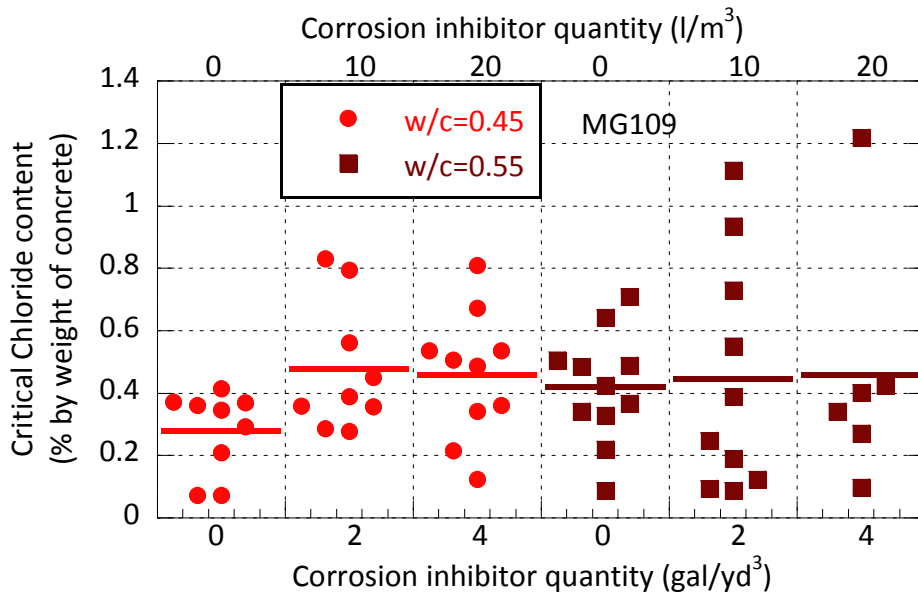 Corrosion inhibitor quantity (l/m³)
0 10 20 0 10 20
1.4
1.2
1
0.8
0.6
0.4
0.2
0
w/c=0.45
w/c=0.55
MG109
Critical Chloride content
(% by weight of concrete)
0 2 4 0 2 4
Corrosion inhibitor quantity (gal/yd³)